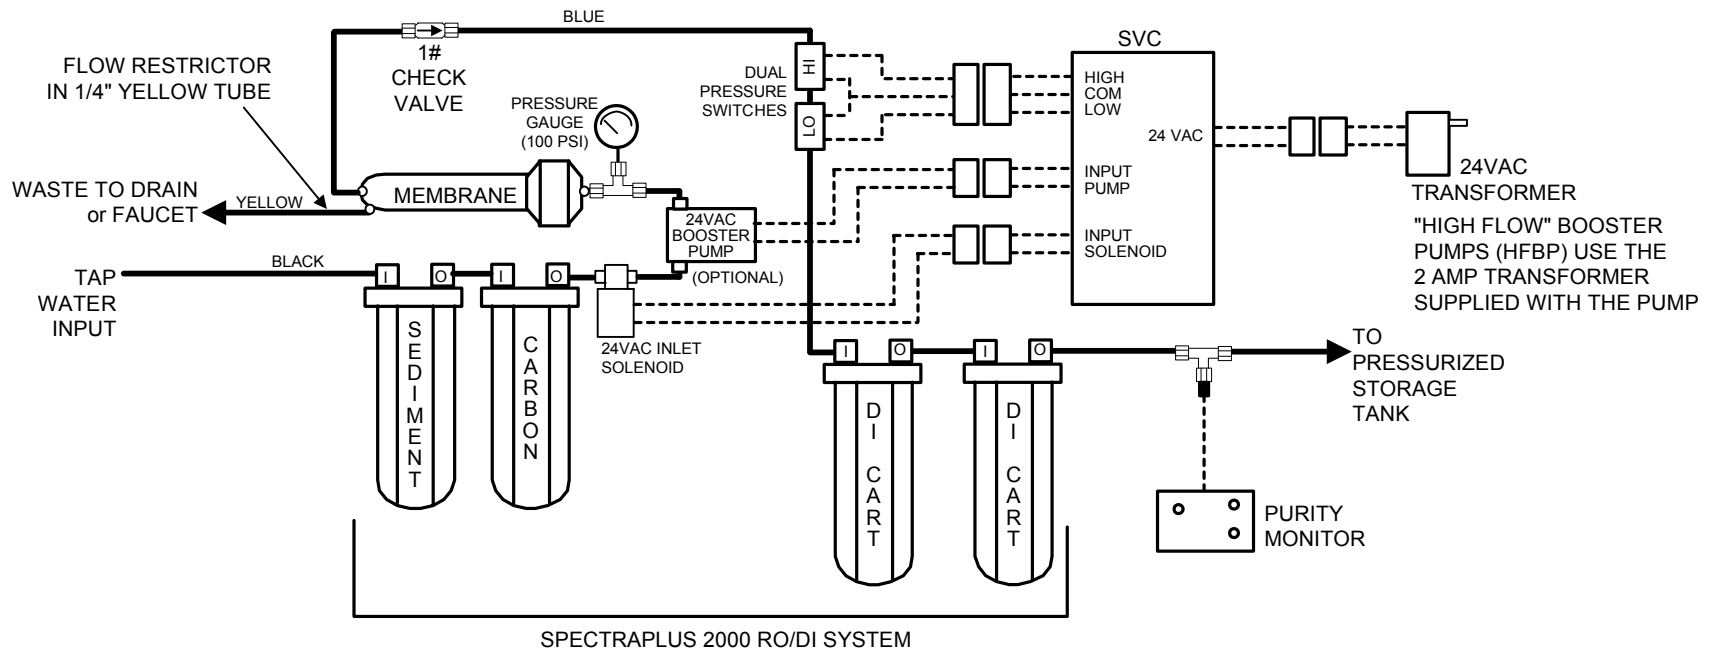 BLUE
1#
CHECK
VALVE
FLOW RESTRICTOR
IN 1/4" YELLOW TUBE
PRESSURE
GAUGE
(100 PSI)
DUAL
PRESSURE
SWITCHES
HI
LO
SVC
HIGH
COM
LOW
24 VAC
INPUT
PUMP
INPUT
SOLENOID
24VAC
TRANSFORMER
"HIGH FLOW" BOOSTER
PUMPS (HFBP) USE THE
2 AMP TRANSFORMER
SUPPLIED WITH THE PUMP
WASTE TO DRAIN
or FAUCET
YELLOW
MEMBRANE
24VAC
BOOSTER
PUMP
(OPTIONAL)
TAP
WATER
INPUT
BLACK
I
O
I
O
SEDIMENT
CARBON
24VAC INLET
SOLENOID
I
O
I
O
DI CART
DI CART
TO
PRESSURIZED
STORAGE
TANK
PURITY
MONITOR
SPECTRAPLUS 2000 RO/DI SYSTEM